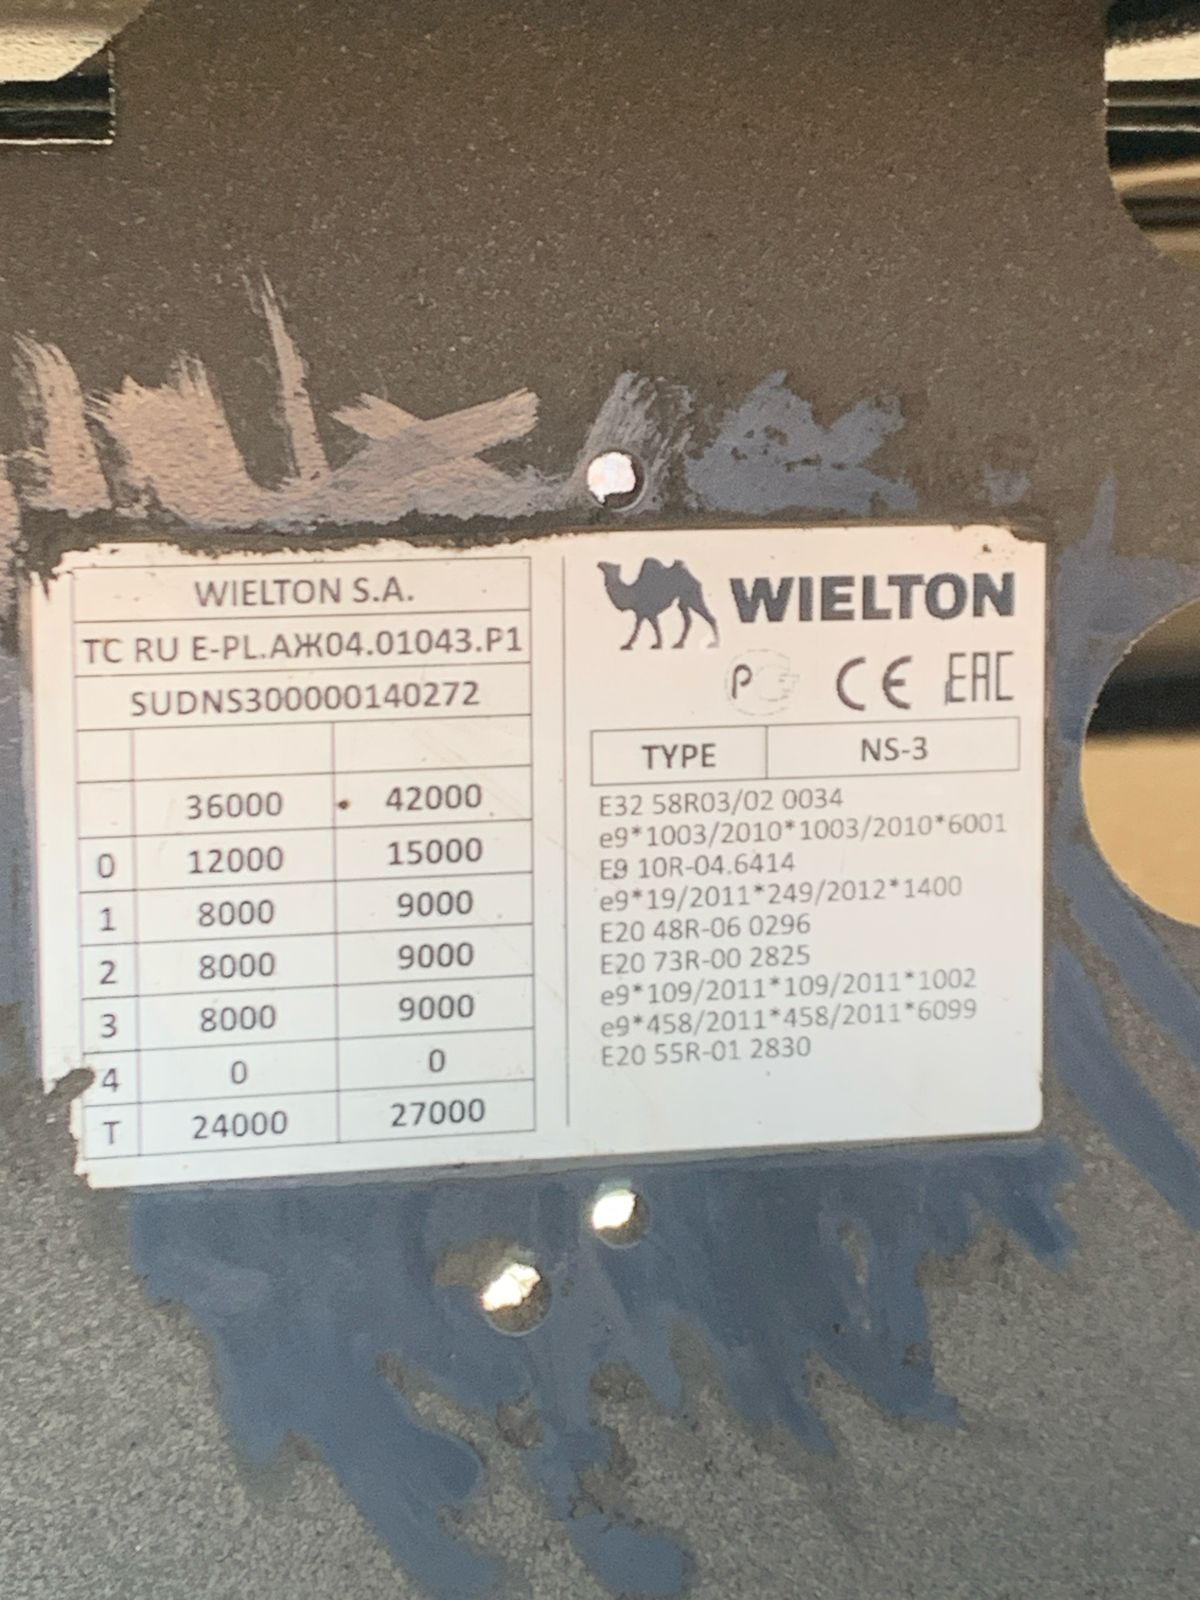 WIELTON S.A.
TC RU E-PL.АЖ04.01043.P1
SUDNS300000140272
36000 42000
0 12000 15000
1 8000 9000
2 8000 9000
3 8000 9000
4 0 0
T 24000 27000
WIELTON
PG CE EAC
TYPE NS-3
E32 58R03/02 0034
e9*1003/2010*1003/2010*6001
E9 10R-04.6414
e9*19/2011*249/2012*1400
E20 48R-06 0296
E20 73R-00 2825
e9*109/2011*109/2011*1002
e9*458/2011*458/2011*6099
E20 55R-01 2830